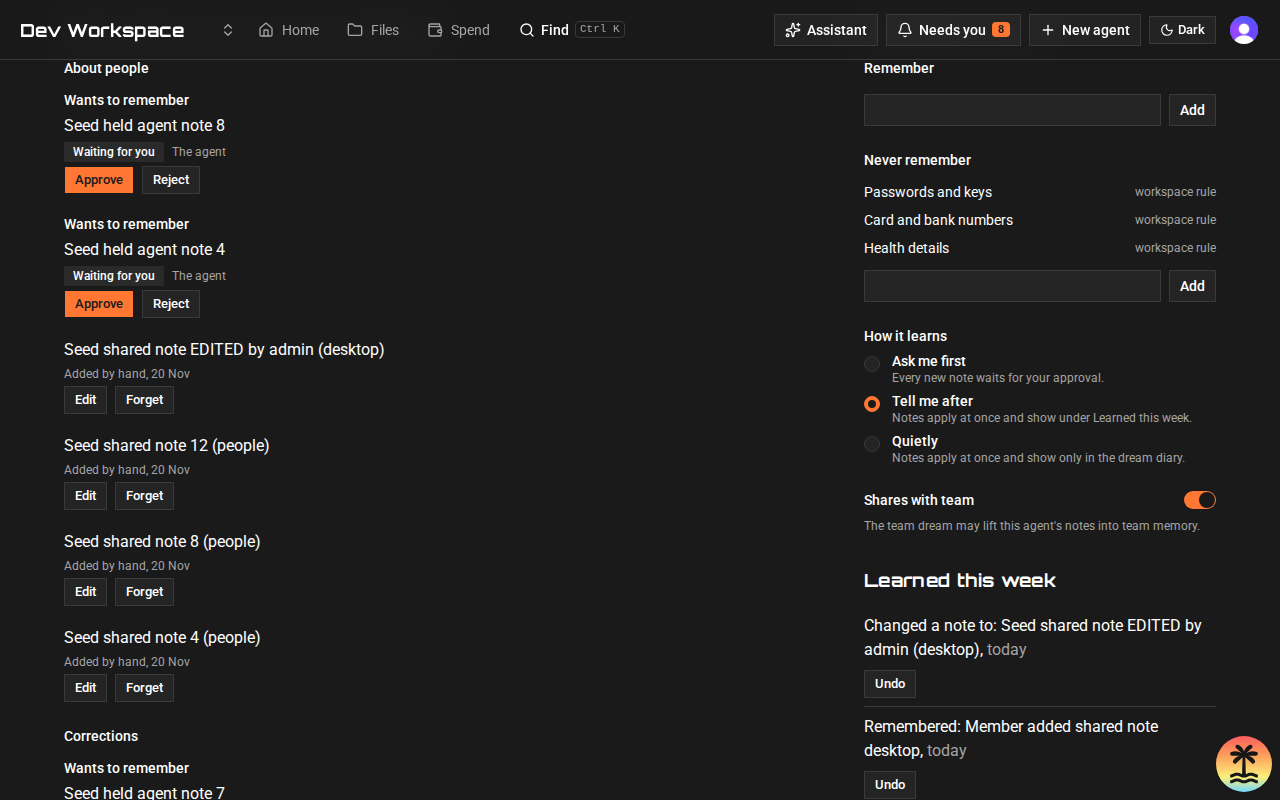 Dev Workspace
Home
Files
Spend
Find Ctrl K
Assistant
Needs you 8
New agent
Dark
About people
Wants to remember
Seed held agent note 8
Waiting for you The agent
Approve Reject
Wants to remember
Seed held agent note 4
Waiting for you The agent
Approve Reject
Seed shared note EDITED by admin (desktop)
Added by hand, 20 Nov
Edit Forget
Seed shared note 12 (people)
Added by hand, 20 Nov
Edit Forget
Seed shared note 8 (people)
Added by hand, 20 Nov
Edit Forget
Seed shared note 4 (people)
Added by hand, 20 Nov
Edit Forget
Corrections
Wants to remember
Seed held agent note 7
Remember
Add
Never remember
Passwords and keys workspace rule
Card and bank numbers workspace rule
Health details workspace rule
Add
How it learns
Ask me first
Every new note waits for your approval.
Tell me after
Notes apply at once and show under Learned this week.
Quietly
Notes apply at once and show only in the dream diary.
Shares with team
The team dream may lift this agent's notes into team memory.
Learned this week
Changed a note to: Seed shared note EDITED by
admin (desktop), today
Undo
Remembered: Member added shared note
desktop, today
Undo